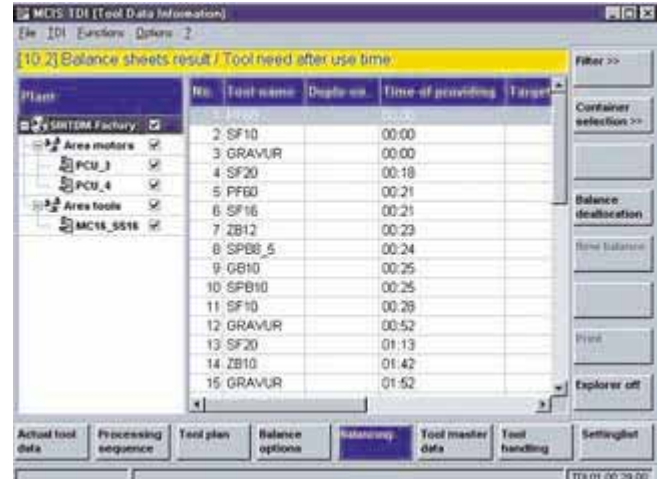 MCIS TDI [Tool Data Information]
File TDI Functions Options ?
[10.2] Balance sheets result / Tool need after use time
Filter >>
Plant
No. Tool name Duplo no. Time of providing Target
SINTDM Factory
Container selection >>
2 SF10 00:00
Area motors
3 GRAVUR 00:00
PCU_3
4 SF20 00:18
PCU_4
5 PF60 00:21
Area tools
6 SF16 00:21
Balance deallocation
MC16_SS16
7 ZB12 00:23
8 SPB8_5 00:24
New balance
9 GB10 00:25
10 SPB10 00:25
11 SF10 00:28
12 GRAVUR 00:52
Print
13 SF20 01:13
14 ZB10 01:42
15 GRAVUR 01:52
Explorer off
Actual tool data
Processing sequence
Tool plan
Balance options
Balancing
Tool master data
Tool handling
Settinglist